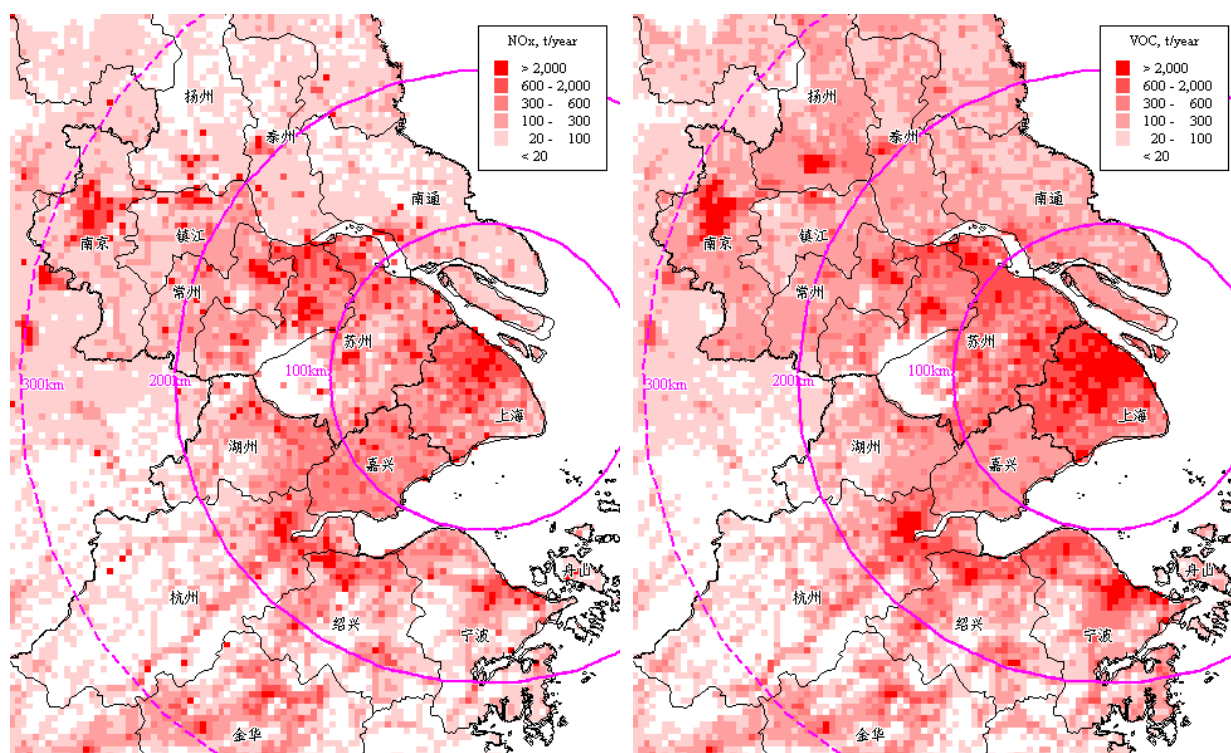 NOx, t/year
> 2,000
600 - 2,000
300 - 600
100 - 300
20 - 100
< 20
扬州
泰州
南通
南京
镇江
常州
苏州
300km
200km
100km
上海
湖州
嘉兴
舟山
杭州
绍兴
宁波
金华
VOC, t/year
> 2,000
600 - 2,000
300 - 600
100 - 300
20 - 100
< 20
扬州
泰州
南通
南京
镇江
常州
苏州
300km
200km
100km
上海
湖州
嘉兴
舟山
杭州
绍兴
宁波
金华